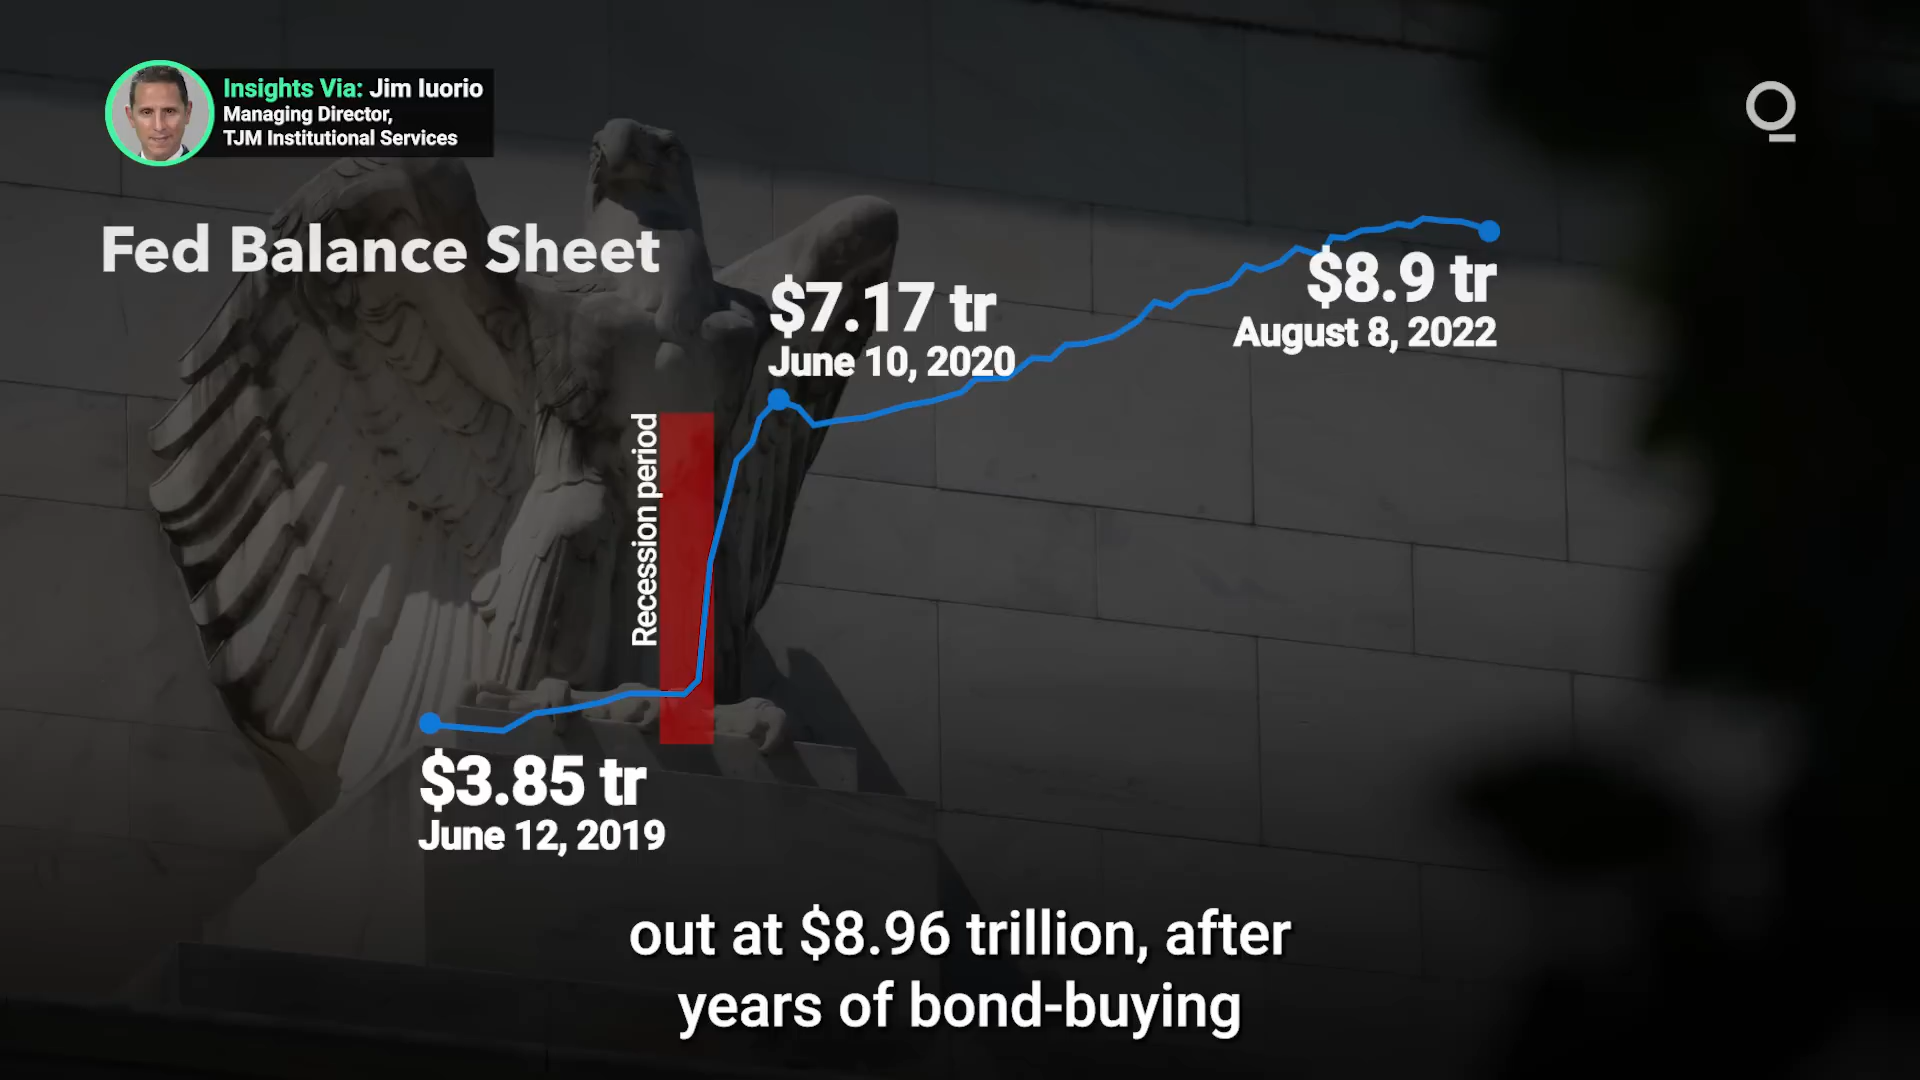 Insights Via: Jim Iuorio
Managing Director,
TJM Institutional Services
Fed Balance Sheet
$7.17 tr
June 10, 2020
$8.9 tr
August 8, 2022
Recession period
$3.85 tr
June 12, 2019
out at $8.96 trillion, after
years of bond-buying